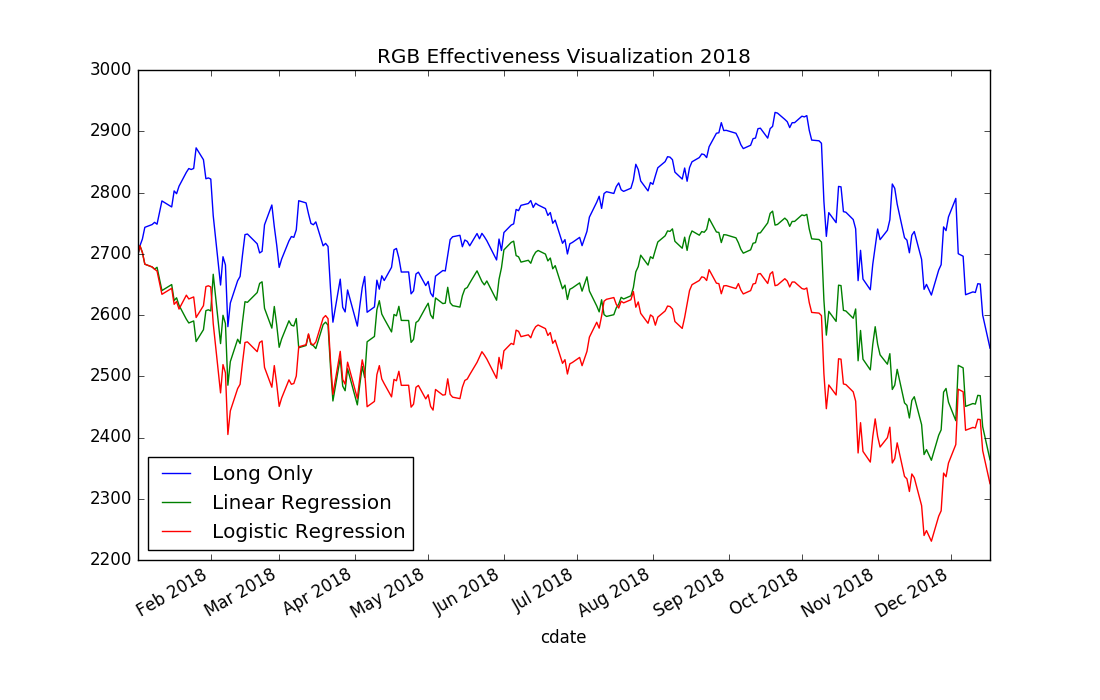 RGB Effectiveness Visualization 2018
3000
2900
2800
2700
2600
2500
2400
2300
2200
Long Only
Linear Regression
Logistic Regression
Feb 2018
Mar 2018
Apr 2018
May 2018
Jun 2018
Jul 2018
Aug 2018
Sep 2018
Oct 2018
Nov 2018
Dec 2018
cdate